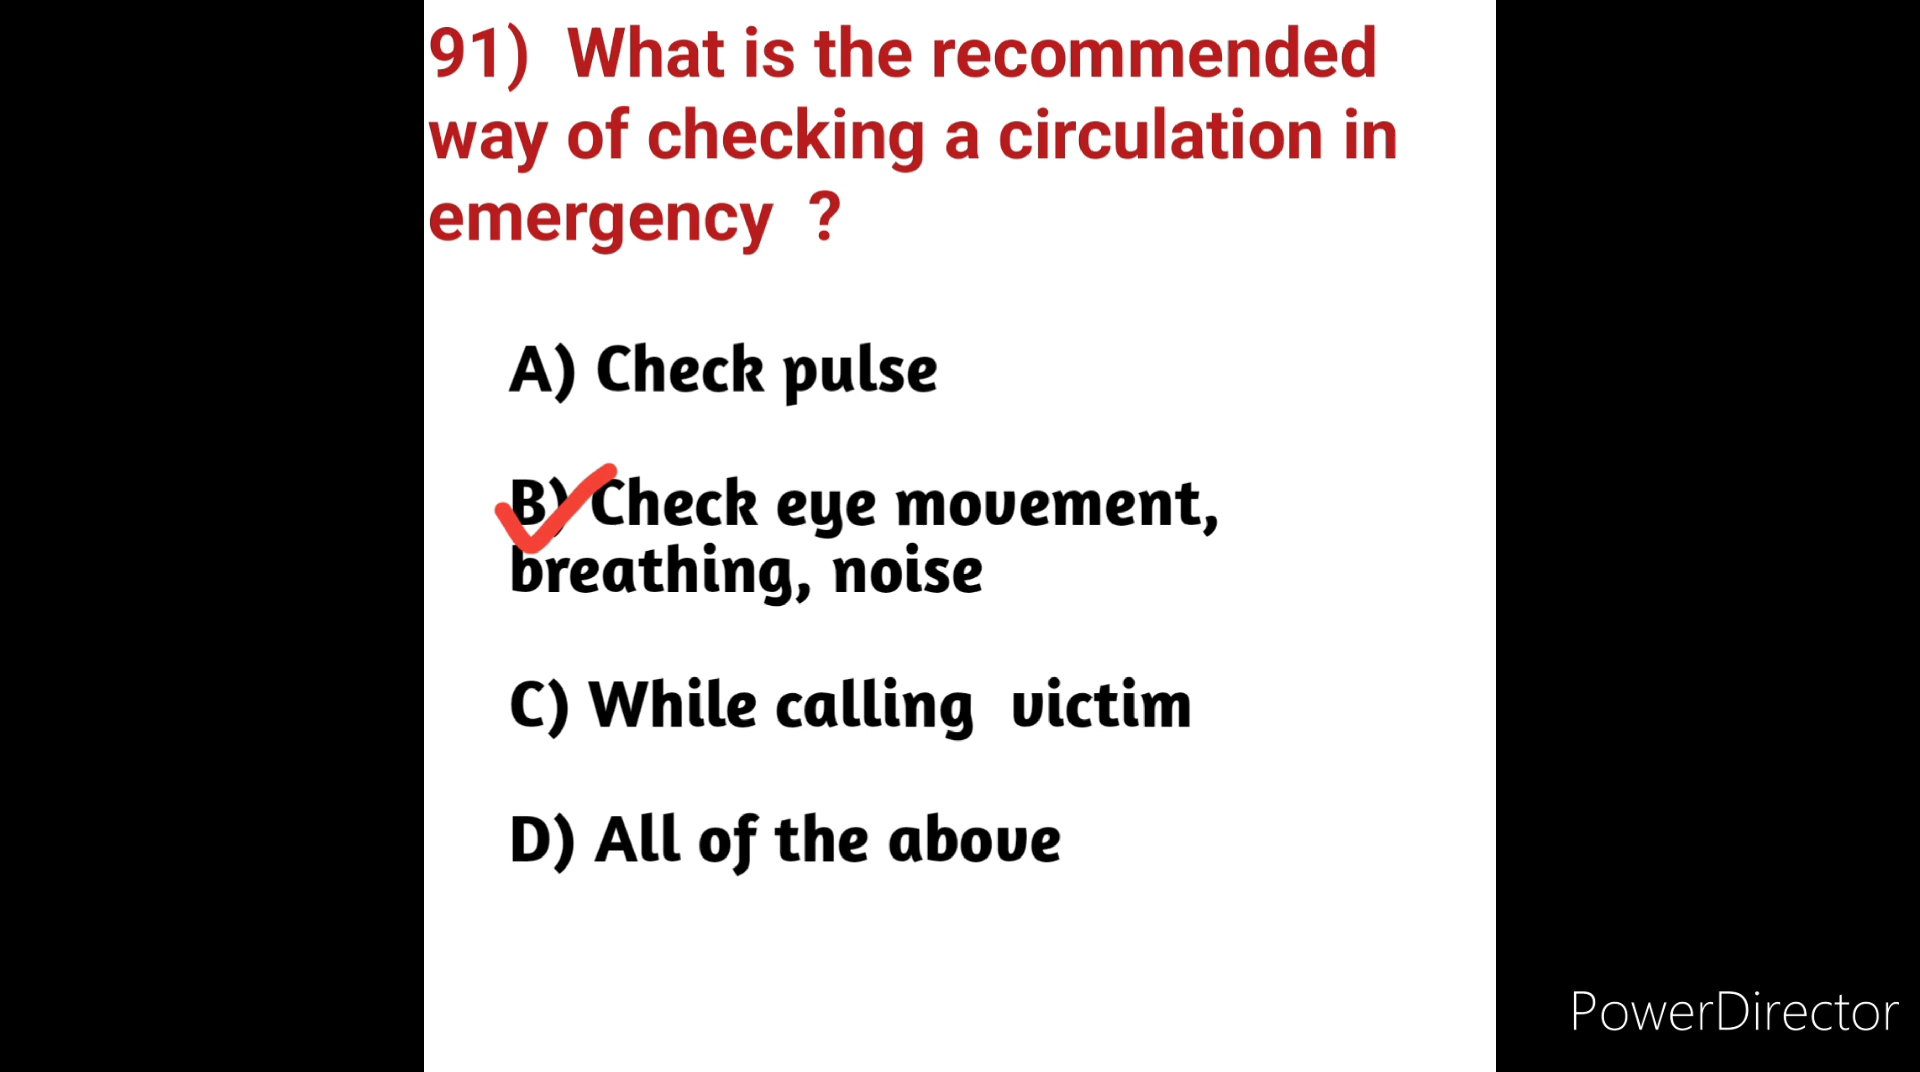 91) What is the recommended
way of checking a circulation in
emergency ?
A) Check pulse
B) Check eye movement,
breathing, noise
C) While calling victim
D) All of the above
PowerDirector